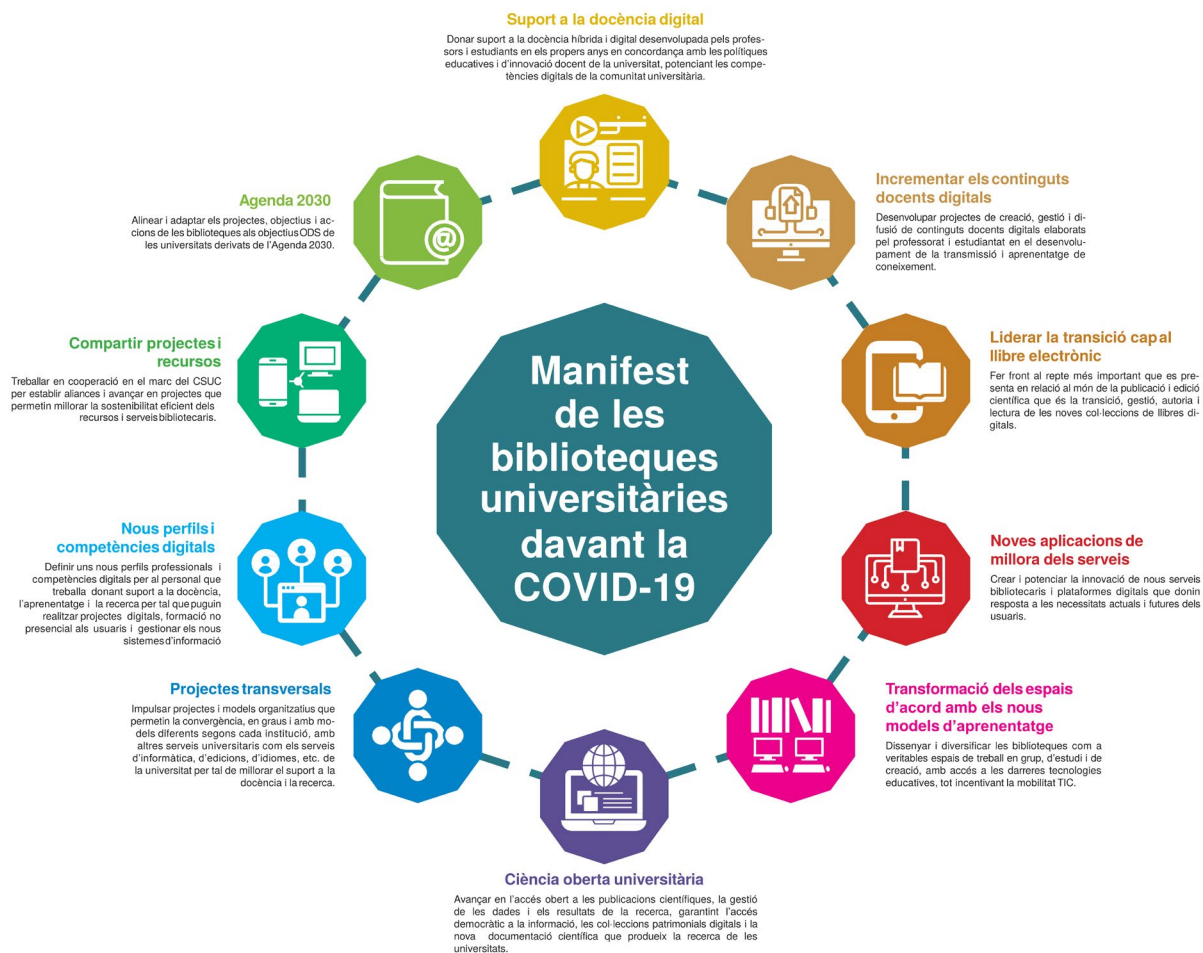 Suport a la docència digital
Donar suport a la docència híbrida i digital desenvolupada pels profes-
sors i estudiants en els propers anys en concordança amb les polítiques
educatives i d'innovació docent de la universitat, potenciant les compe-
tències digitals de la comunitat universitària.
Incrementar els continguts
docents digitals
Desenvolupar projectes de creació, gestió i di-
fusió de continguts docents digitals elaborats
pel professorat i estudiantat en el desenvolu-
pament de la transmissió i aprenentatge de
coneixement.
Liderar la transició cap al
llibre electrònic
Fer front al repte més important que es pre-
senta en relació al món de la publicació i edició
científica que és la transició, gestió, autoria i
lectura de les noves col·leccions de llibres di-
gitals.
Noves aplicacions de
millora dels serveis
Crear i potenciar la innovació de nous serveis
bibliotecaris i plataformes digitals que donin
resposta a les necessitats actuals i futures dels
usuaris.
Transformació dels espais
d'acord amb els nous
models d'aprenentatge
Dissenyar i diversificar les biblioteques com a
veritables espais de treball en grup, d'estudi i de
creació, amb accés a les darreres tecnologies
educatives, tot incentivant la mobilitat TIC.
Ciència oberta universitària
Avançar en l'accés obert a les publicacions científiques, la gestió
de les dades i els resultats de la recerca, garantint l'accés
democràtic a la informació, les col·leccions patrimonials digitals i la
nova documentació científica que produeix la recerca de les
universitats.
Projectes transversals
Impulsar projectes i models organitzatius que
permetin la convergència, en graus i amb mo-
dels diferents segons cada institució, amb
altres serveis universitaris com els serveis
d'informàtica, d'edicions, d'idiomes, etc. de
la universitat per tal de millorar el suport a la
docència i la recerca.
Nous perfils i
competències digitals
Definir uns nous perfils professionals i
competències digitals per al personal que
treballa donant suport a la docència,
l'aprenentatge i la recerca per tal que puguin
realitzar projectes digitals, formació no
presencial als usuaris i gestionar els nous
sistemes d'informació
Compartir projectes i
recursos
Treballar en cooperació en el marc del CSUC
per establir aliances i avançar en projectes que
permetin millorar la sostenibilitat eficient dels
recursos i serveis bibliotecaris.
Agenda 2030
Alinear i adaptar els projectes, objectius i ac-
cions de les biblioteques als objectius ODS de
les universitats derivats de l'Agenda 2030.
@
Manifest
de les
biblioteques
universitàries
davant la
COVID-19